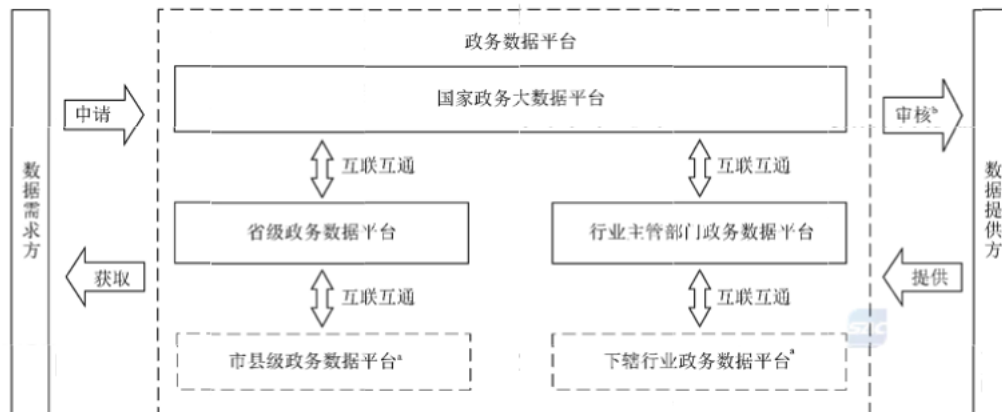 政务数据平台
国家政务大数据平台
申请
审核ᵇ
互联互通
互联互通
数据需求方
数据提供方
省级政务数据平台
行业主管部门政务数据平台
获取
提供
互联互通
互联互通
市县级政务数据平台ᵃ
下辖行业政务数据平台ᵃ